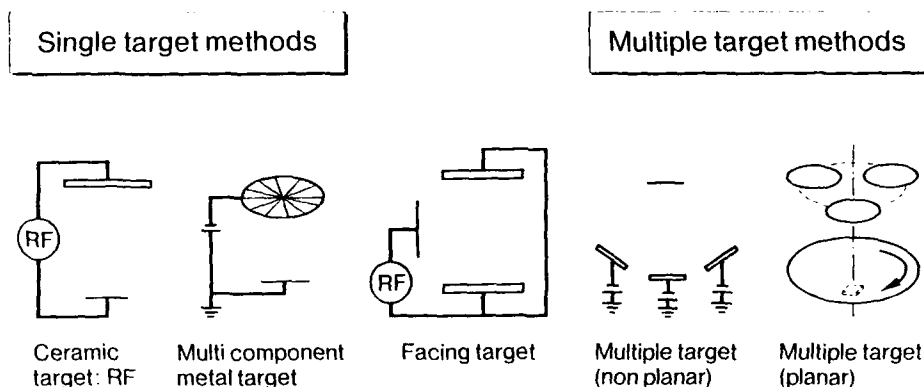 Single target methods
Multiple target methods
RF
RF
Ceramic
target: RF
Multi component
metal target
Facing target
Multiple target
(non planar)
Multiple target
(planar)